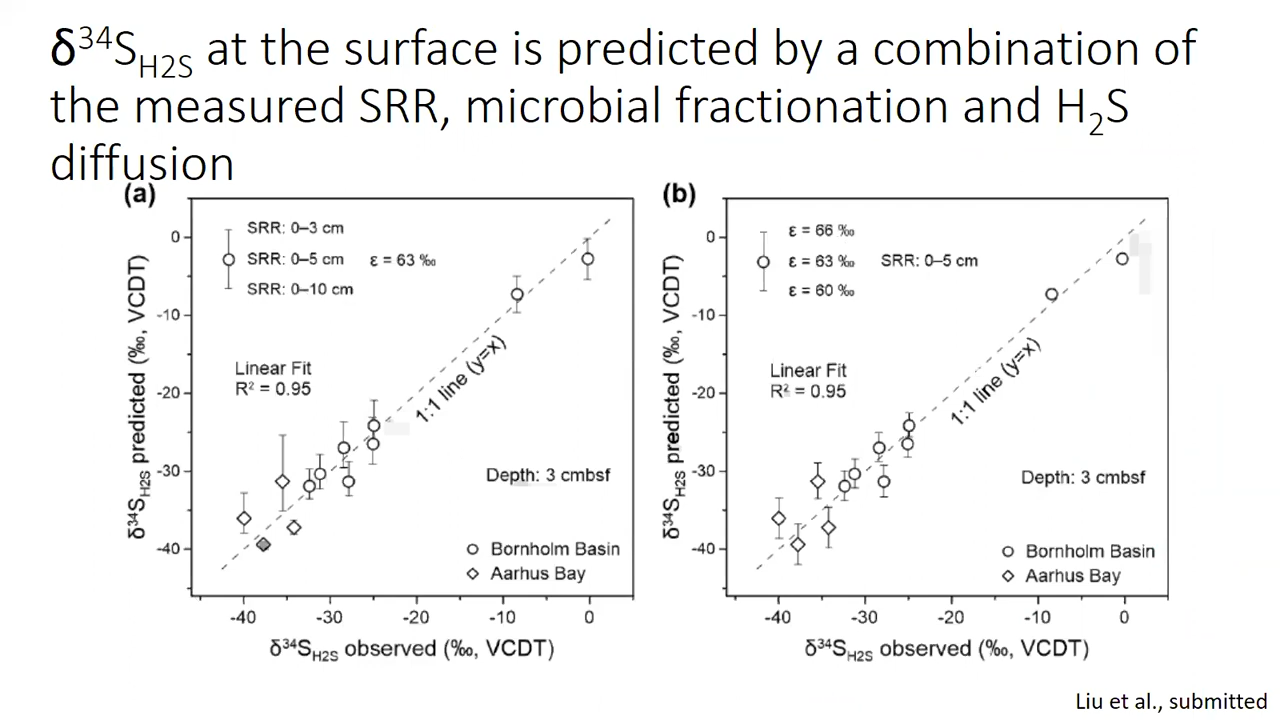 δ³⁴S_H2S at the surface is predicted by a combination of
the measured SRR, microbial fractionation and H₂S
diffusion
(a)
SRR: 0–3 cm
SRR: 0–5 cm ε = 63 ‰
SRR: 0–10 cm
Linear Fit
R² = 0.95
1:1 line (y=x)
Depth: 3 cmbsf
Bornholm Basin
Aarhus Bay
δ³⁴S_H2S predicted (‰, VCDT)
0
-10
-20
-30
-40
-40 -30 -20 -10 0
δ³⁴S_H2S observed (‰, VCDT)
(b)
ε = 66 ‰
ε = 63 ‰ SRR: 0–5 cm
ε = 60 ‰
Linear Fit
R² = 0.95
1:1 line (y=x)
Depth: 3 cmbsf
Bornholm Basin
Aarhus Bay
δ³⁴S_H2S predicted (‰, VCDT)
0
-10
-20
-30
-40
-40 -30 -20 -10 0
δ³⁴S_H2S observed (‰, VCDT)
Liu et al., submitted